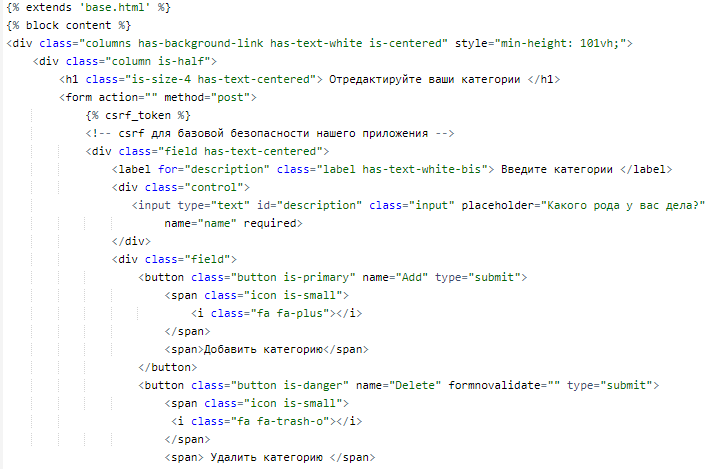 {% extends 'base.html' %}
{% block content %}
<div class="columns has-background-link has-text-white is-centered" style="min-height: 101vh;">
<div class="column is-half">
<h1 class="is-size-4 has-text-centered"> Отредактируйте ваши категории </h1>
<form action="" method="post">
{% csrf_token %}
<!-- csrf для базовой безопасности нашего приложения -->
<div class="field has-text-centered">
<label for="description" class="label has-text-white-bis"> Введите категории </label>
<div class="control">
<input type="text" id="description" class="input" placeholder="Какого рода у вас дела?"
name="name" required>
</div>
<div class="field">
<button class="button is-primary" name="Add" type="submit">
<span class="icon is-small">
<i class="fa fa-plus"></i>
</span>
<span>Добавить категорию</span>
</button>
<button class="button is-danger" name="Delete" formnovalidate="" type="submit">
<span class="icon is-small">
<i class="fa fa-trash-o"></i>
</span>
<span> Удалить категорию </span>